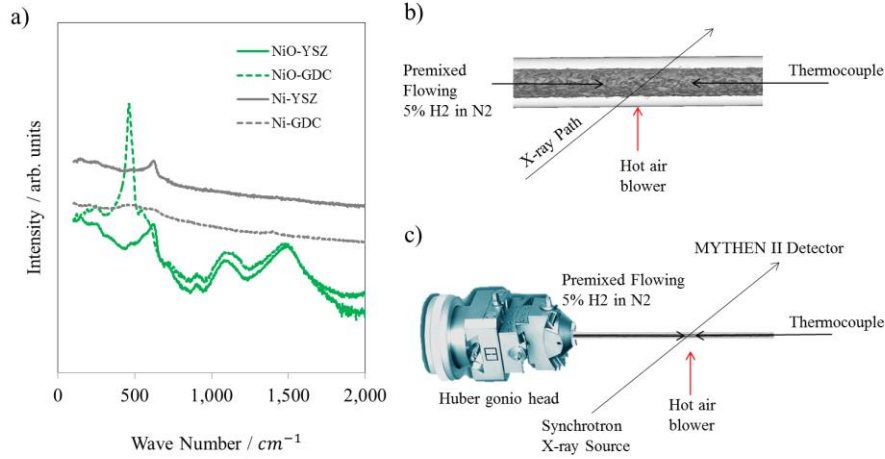 a)
NiO-YSZ
NiO-GDC
Ni-YSZ
Ni-GDC
Intensity / arb. units
0
500
1,000
1,500
2,000
Wave Number / cm⁻¹
b)
Premixed
Flowing
5% H2 in N2
Thermocouple
X-ray Path
Hot air
blower
c)
MYTHEN II Detector
Premixed Flowing
5% H2 in N2
Thermocouple
Huber gonio head
Hot air
blower
Synchrotron
X-ray Source